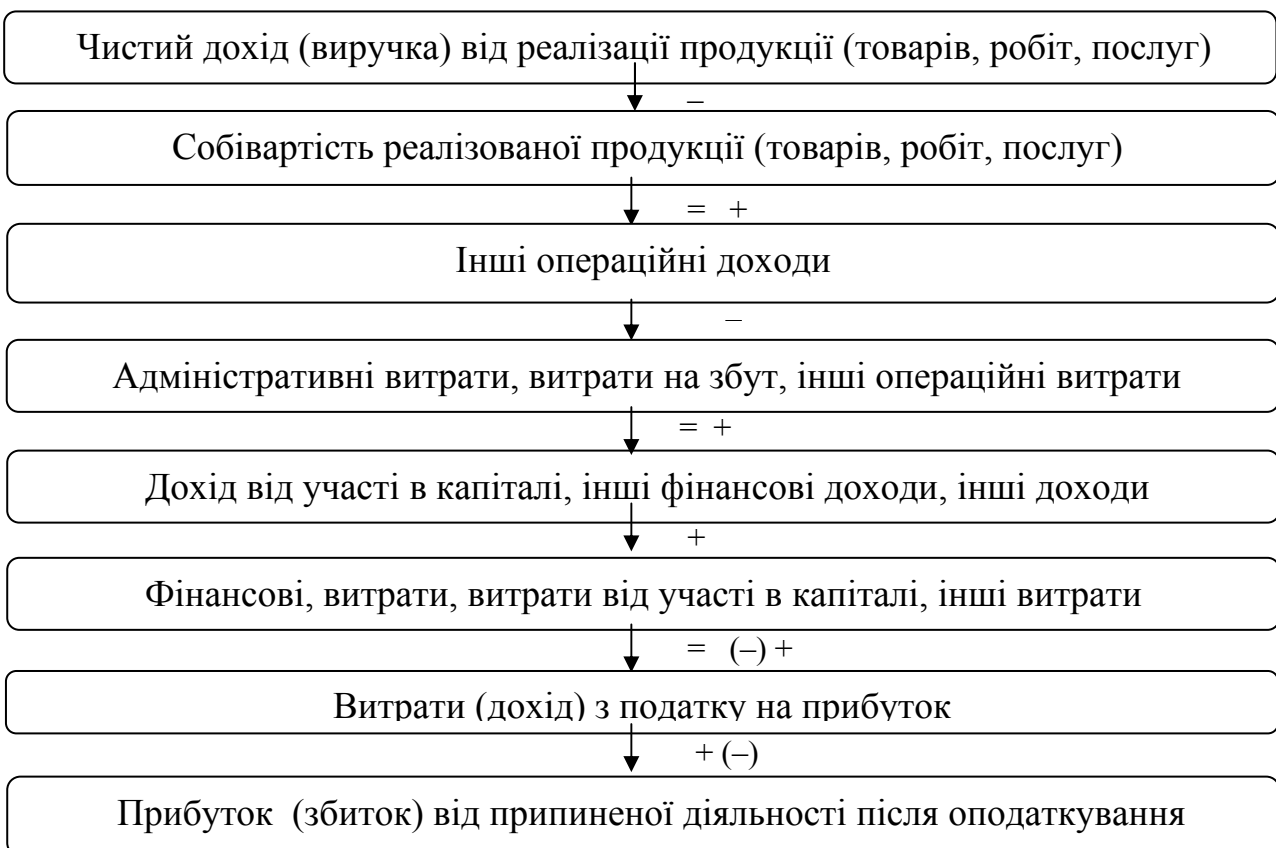 Чистий дохід (виручка) від реалізації продукції (товарів, робіт, послуг)
–
Собівартість реалізованої продукції (товарів, робіт, послуг)
= +
Інші операційні доходи
–
Адміністративні витрати, витрати на збут, інші операційні витрати
= +
Дохід від участі в капіталі, інші фінансові доходи, інші доходи
+
Фінансові, витрати, витрати від участі в капіталі, інші витрати
= (–) +
Витрати (дохід) з податку на прибуток
+ (–)
Прибуток (збиток) від припиненої діяльності після оподаткування